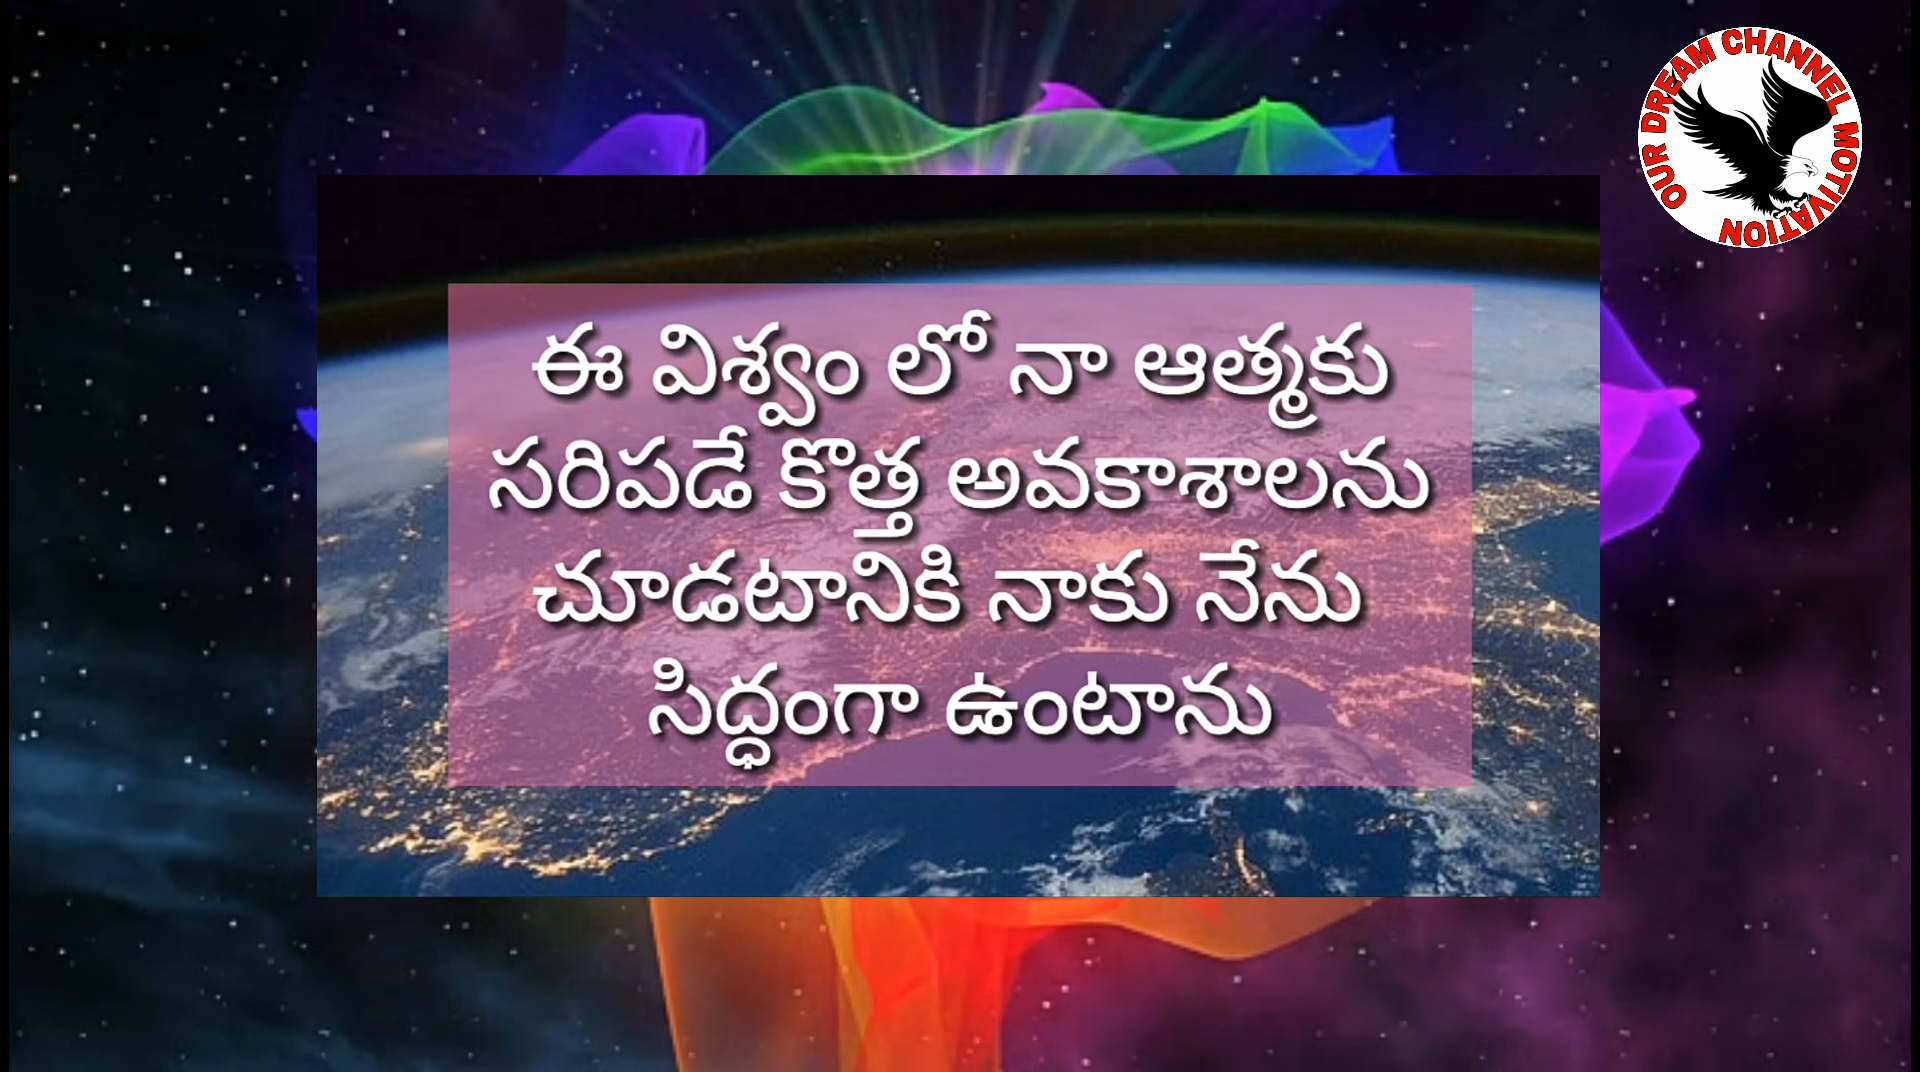 ఈ విశ్వం లో నా ఆత్మకు
సరిపడే కొత్త అవకాశాలను
చూడటానికి నాకు నేను
సిద్ధంగా ఉంటాను
OUR DREAM CHANNEL MOTIVATION